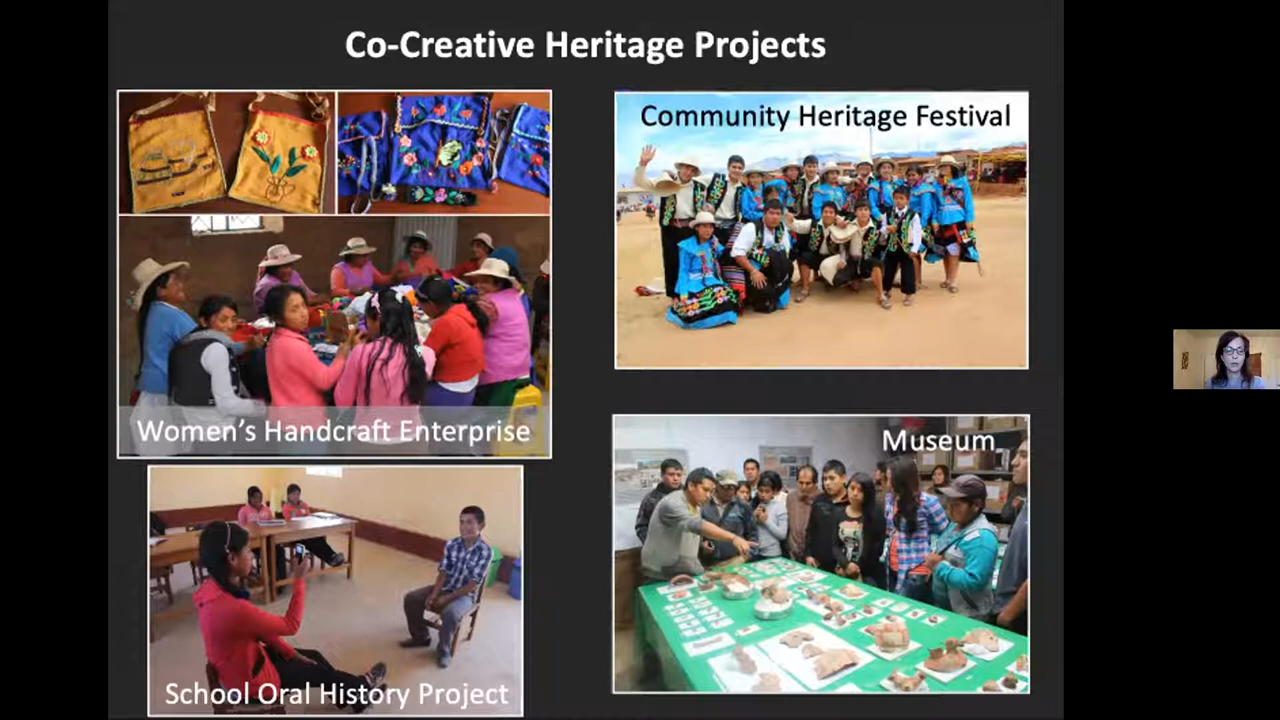 Co-Creative Heritage Projects
Community Heritage Festival
Women's Handcraft Enterprise
Museum
School Oral History Project